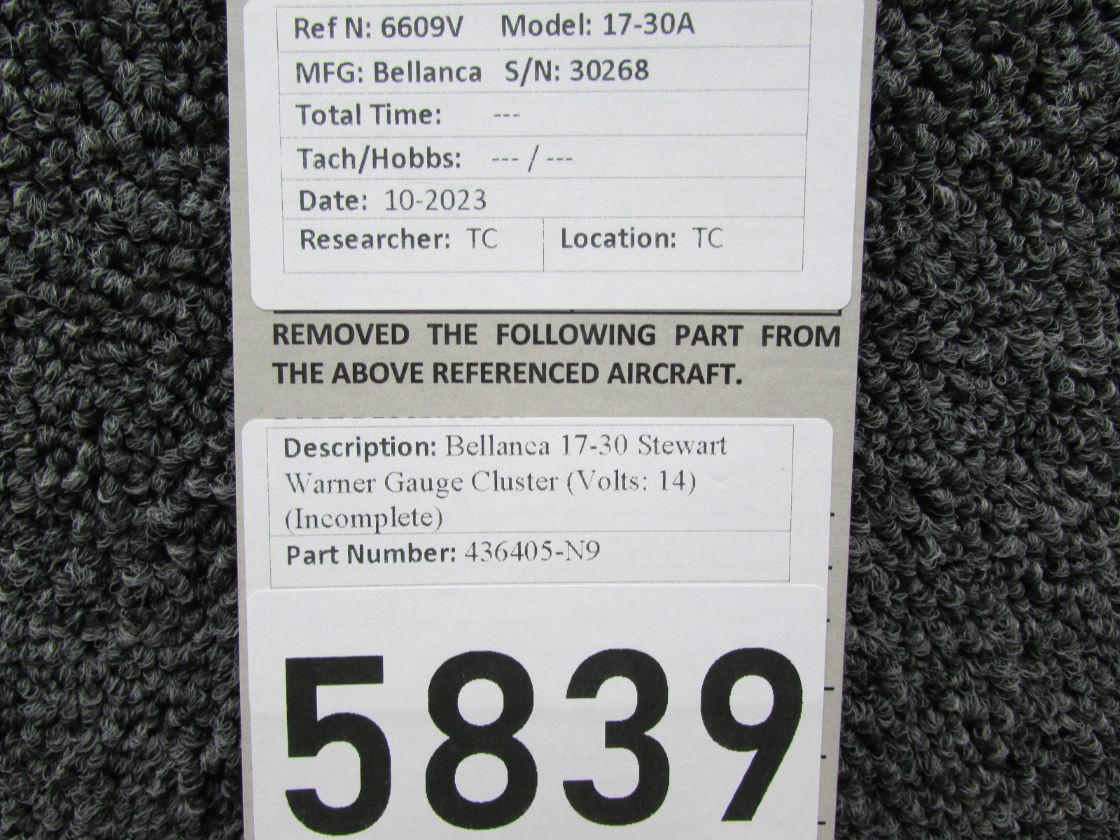 Ref N: 6609V Model: 17-30A
MFG: Bellanca S/N: 30268
Total Time: ---
Tach/Hobbs: --- / ---
Date: 10-2023
Researcher: TC Location: TC
REMOVED THE FOLLOWING PART FROM
THE ABOVE REFERENCED AIRCRAFT.
Description: Bellanca 17-30 Stewart
Warner Gauge Cluster (Volts: 14)
(Incomplete)
Part Number: 436405-N9
5839